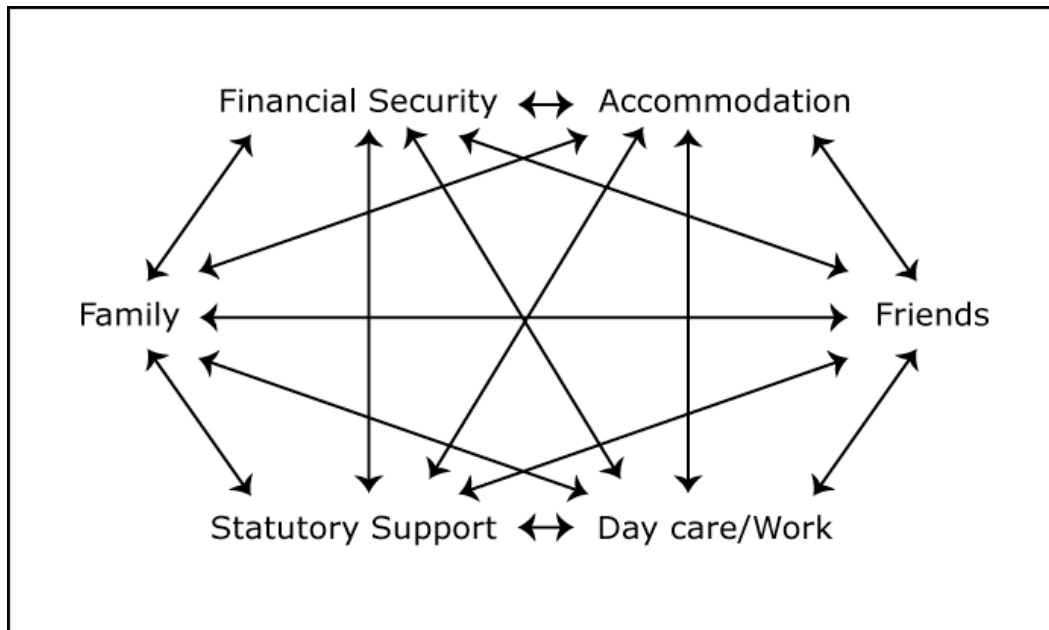 Financial Security Accommodation
Family Friends
Statutory Support Day care/Work